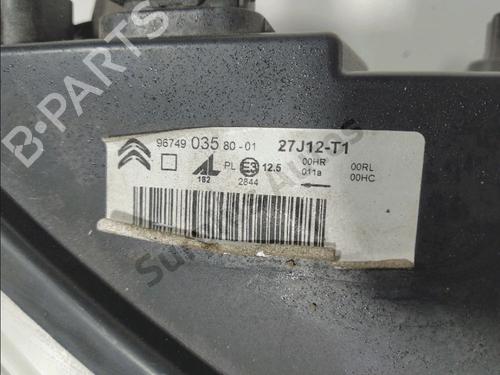 B-PARTS
96749 035 80-01 27J12-T1
AL PL E3 12.5 00HR 00RL
182 2844 011a 00HC